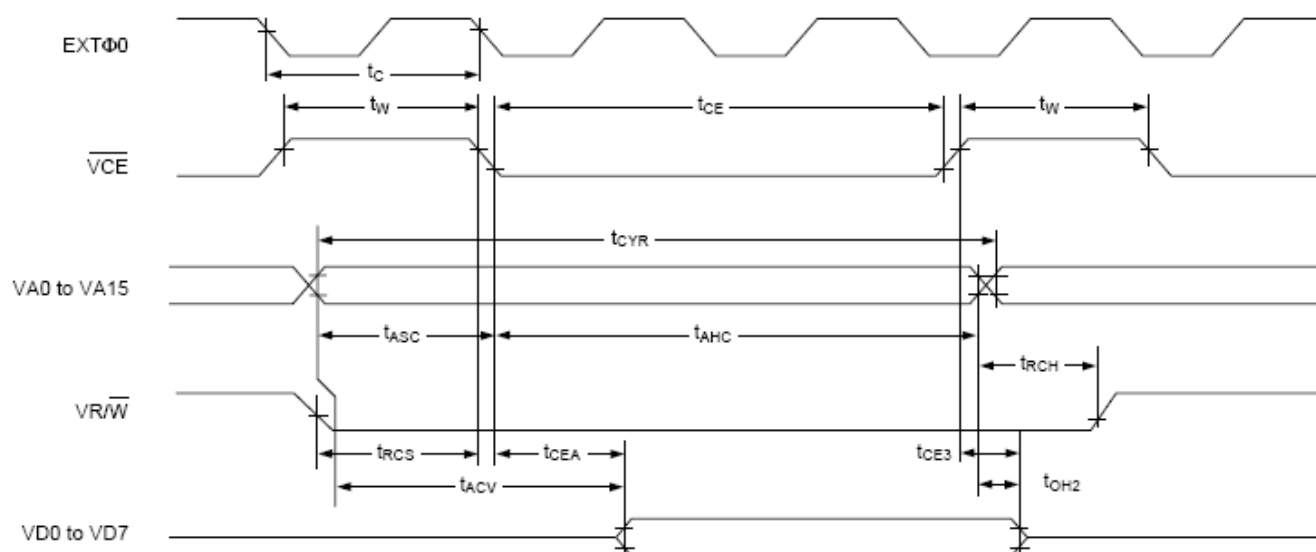 EXTΦ0
tC
tW
tCE
tW
VCE
tCYR
VA0 to VA15
tASC
tAHC
tRCH
VR/W
tRCS
tCEA
tCE3
tACV
tOH2
VD0 to VD7